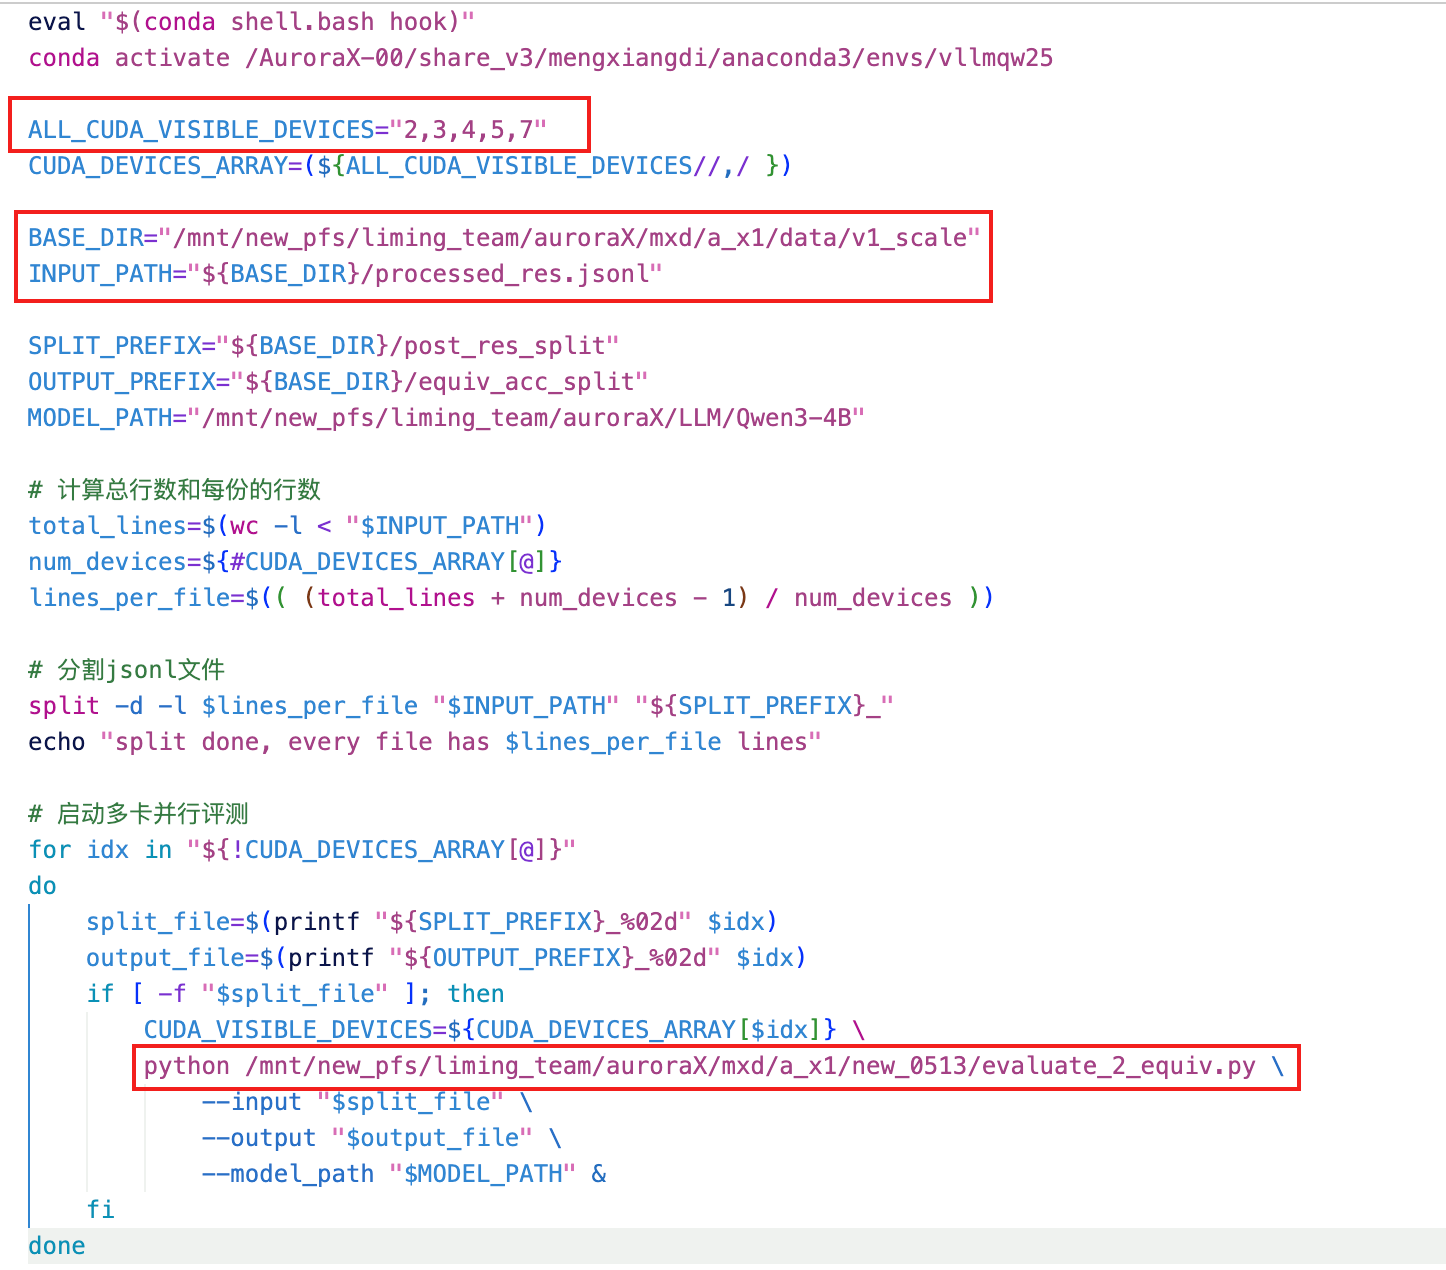 eval "$(conda shell.bash hook)"
conda activate /AuroraX-00/share_v3/mengxiangdi/anaconda3/envs/vllmqw25
ALL_CUDA_VISIBLE_DEVICES="2,3,4,5,7"
CUDA_DEVICES_ARRAY=(${ALL_CUDA_VISIBLE_DEVICES//,/ })
BASE_DIR="/mnt/new_pfs/liming_team/auroraX/mxd/a_x1/data/v1_scale"
INPUT_PATH="${BASE_DIR}/processed_res.jsonl"
SPLIT_PREFIX="${BASE_DIR}/post_res_split"
OUTPUT_PREFIX="${BASE_DIR}/equiv_acc_split"
MODEL_PATH="/mnt/new_pfs/liming_team/auroraX/LLM/Qwen3-4B"
# 计算总行数和每份的行数
total_lines=$(wc -l < "$INPUT_PATH")
num_devices=${#CUDA_DEVICES_ARRAY[@]}
lines_per_file=$(( (total_lines + num_devices - 1) / num_devices ))
# 分割jsonl文件
split -d -l $lines_per_file "$INPUT_PATH" "${SPLIT_PREFIX}_"
echo "split done, every file has $lines_per_file lines"
# 启动多卡并行评测
for idx in "${!CUDA_DEVICES_ARRAY[@]}"
do
    split_file=$(printf "${SPLIT_PREFIX}_%02d" $idx)
    output_file=$(printf "${OUTPUT_PREFIX}_%02d" $idx)
    if [ -f "$split_file" ]; then
        CUDA_VISIBLE_DEVICES=${CUDA_DEVICES_ARRAY[$idx]} \
        python /mnt/new_pfs/liming_team/auroraX/mxd/a_x1/new_0513/evaluate_2_equiv.py \
            --input "$split_file" \
            --output "$output_file" \
            --model_path "$MODEL_PATH" &
    fi
done